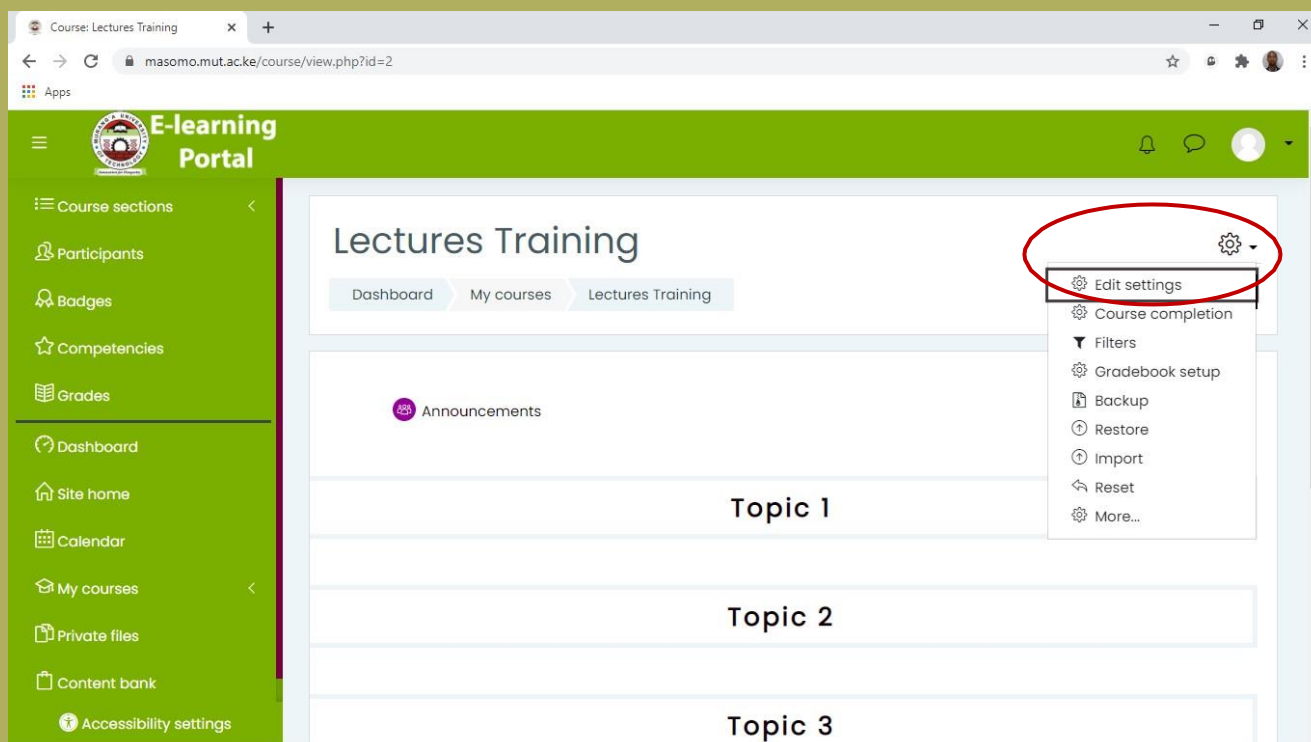 Course: Lectures Training
masomo.mut.ac.ke/course/view.php?id=2
Apps
E-learning
Portal
Course sections
Participants
Badges
Competencies
Grades
Dashboard
Site home
Calendar
My courses
Private files
Content bank
Accessibility settings
Lectures Training
Dashboard My courses Lectures Training
Edit settings
Course completion
Filters
Gradebook setup
Backup
Restore
Import
Reset
More...
Announcements
Topic 1
Topic 2
Topic 3